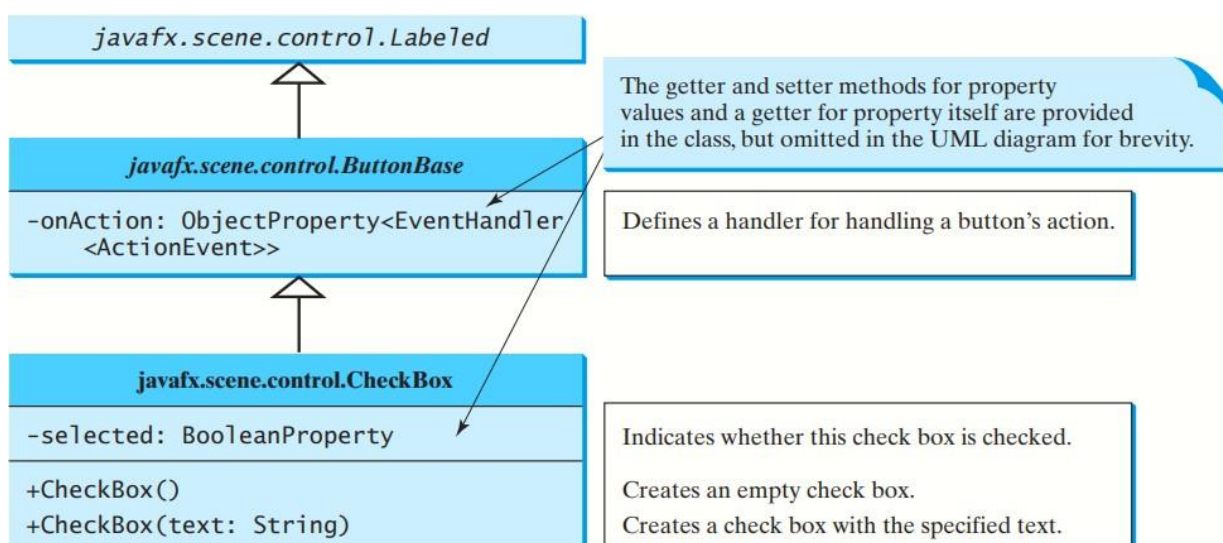 javafx.scene.control.Labeled
The getter and setter methods for property
values and a getter for property itself are provided
in the class, but omitted in the UML diagram for brevity.
javafx.scene.control.ButtonBase
-onAction: ObjectProperty<EventHandler
<ActionEvent>>
Defines a handler for handling a button's action.
javafx.scene.control.CheckBox
-selected: BooleanProperty
Indicates whether this check box is checked.
+CheckBox()
Creates an empty check box.
+CheckBox(text: String)
Creates a check box with the specified text.